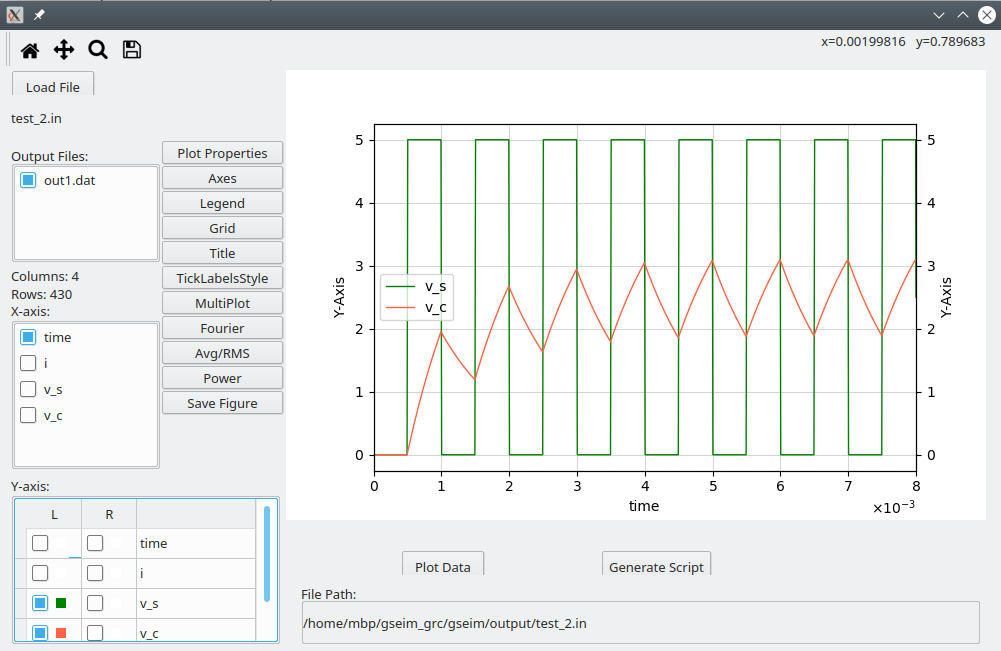 x=0.00199816 y=0.789683
Load File
test_2.in
Output Files:
out1.dat
Columns: 4
Rows: 430
X-axis:
time
i
v_s
v_c
Y-axis:
L R
time
i
v_s
v_c
Plot Properties
Axes
Legend
Grid
Title
TickLabelsStyle
MultiPlot
Fourier
Avg/RMS
Power
Save Figure
Y-Axis
5
4
3
2
1
0
v_s
v_c
5
4
3
2
1
0
Y-Axis
0 1 2 3 4 5 6 7 8
time
×10⁻³
Plot Data
Generate Script
File Path:
/home/mbp/gseim_grc/gseim/output/test_2.in